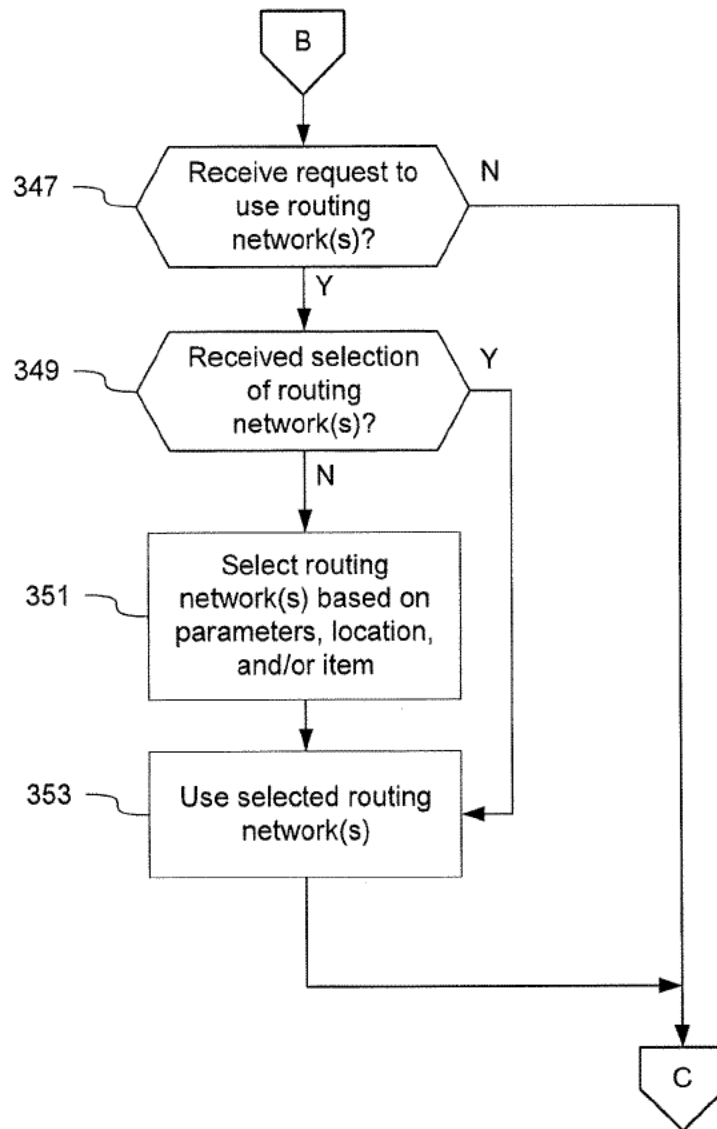 B
347
Receive request to
use routing
network(s)?
N
Y
349
Received selection
of routing
network(s)?
Y
N
351
Select routing
network(s) based on
parameters, location,
and/or item
353
Use selected routing
network(s)
C